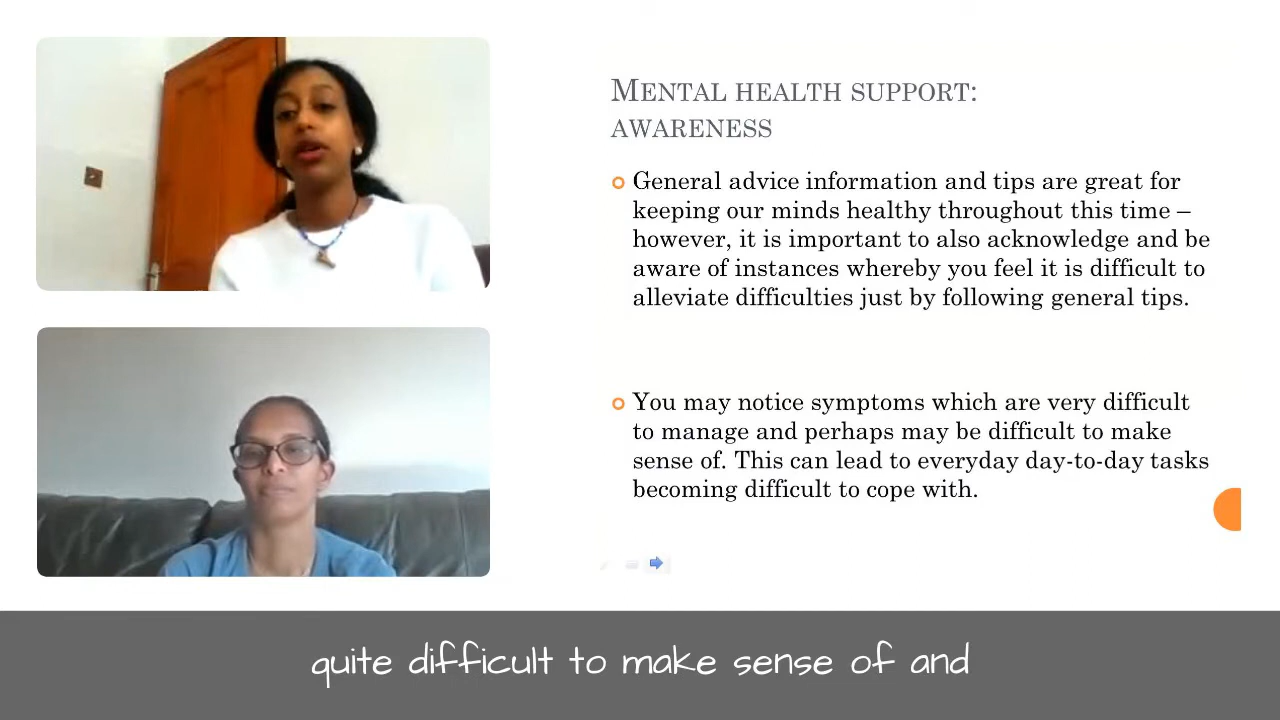 MENTAL HEALTH SUPPORT:
AWARENESS
General advice information and tips are great for
keeping our minds healthy throughout this time –
however, it is important to also acknowledge and be
aware of instances whereby you feel it is difficult to
alleviate difficulties just by following general tips.
You may notice symptoms which are very difficult
to manage and perhaps may be difficult to make
sense of. This can lead to everyday day-to-day tasks
becoming difficult to cope with.
quite difficult to make sense of and